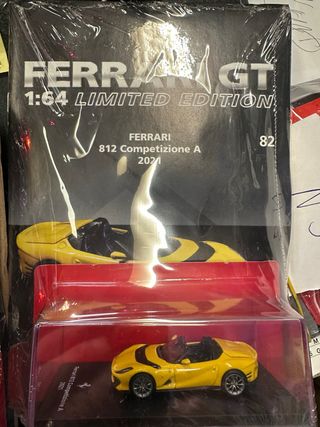 FERRARI GT
1:64 LIMITED EDITION
FERRARI
812 Competizione A
2021
82